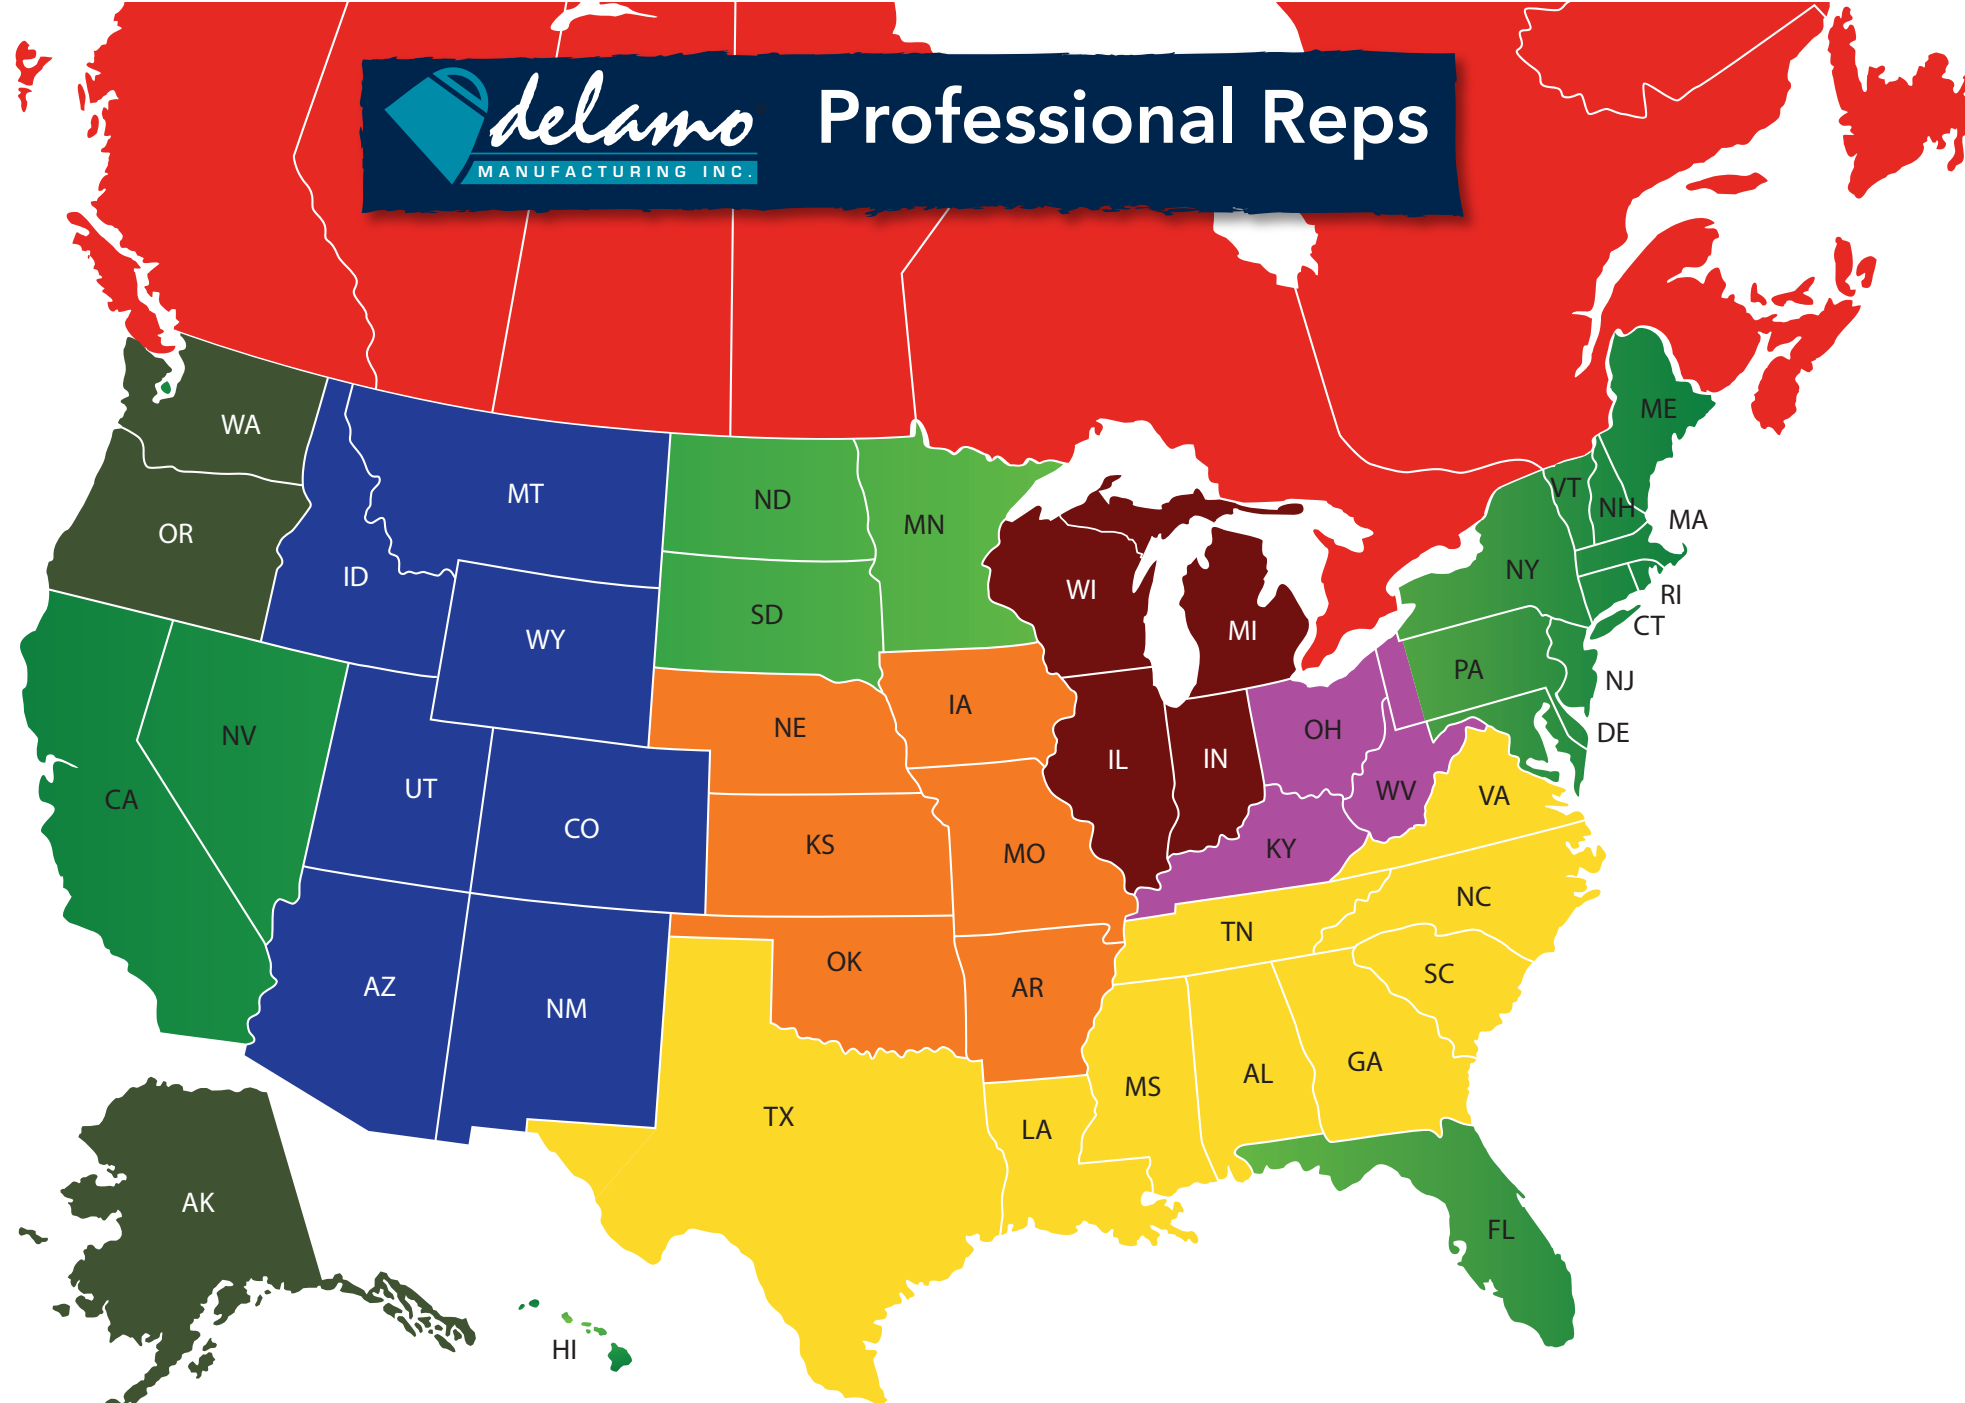 delamo Professional Reps
MANUFACTURING INC.
ME
WA
VT
MT
ND
NH
MA
MN
OR
NY
ID
WI
RI
SD
MI
CT
WY
PA
NJ
IA
NE
OH
DE
NV
IL
IN
UT
WV
VA
CA
CO
KS
KY
MO
NC
TN
OK
SC
AZ
AR
NM
GA
AL
MS
TX
LA
AK
FL
HI